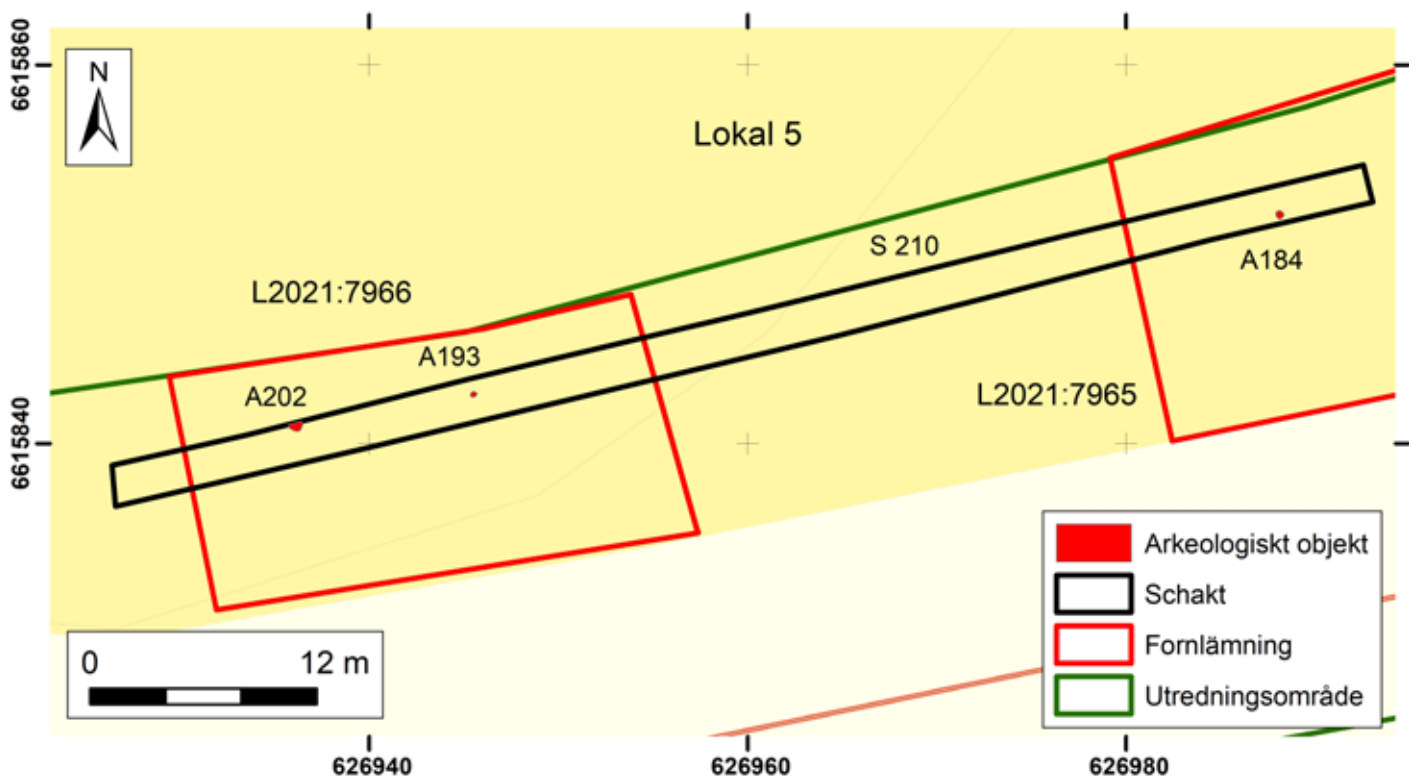 6615860
N
Lokal 5
S 210
A184
L2021:7966
A193
A202
L2021:7965
6615840
Arkeologiskt objekt
Schakt
Fornlämning
Utredningsområde
0 12 m
626940 626960 626980